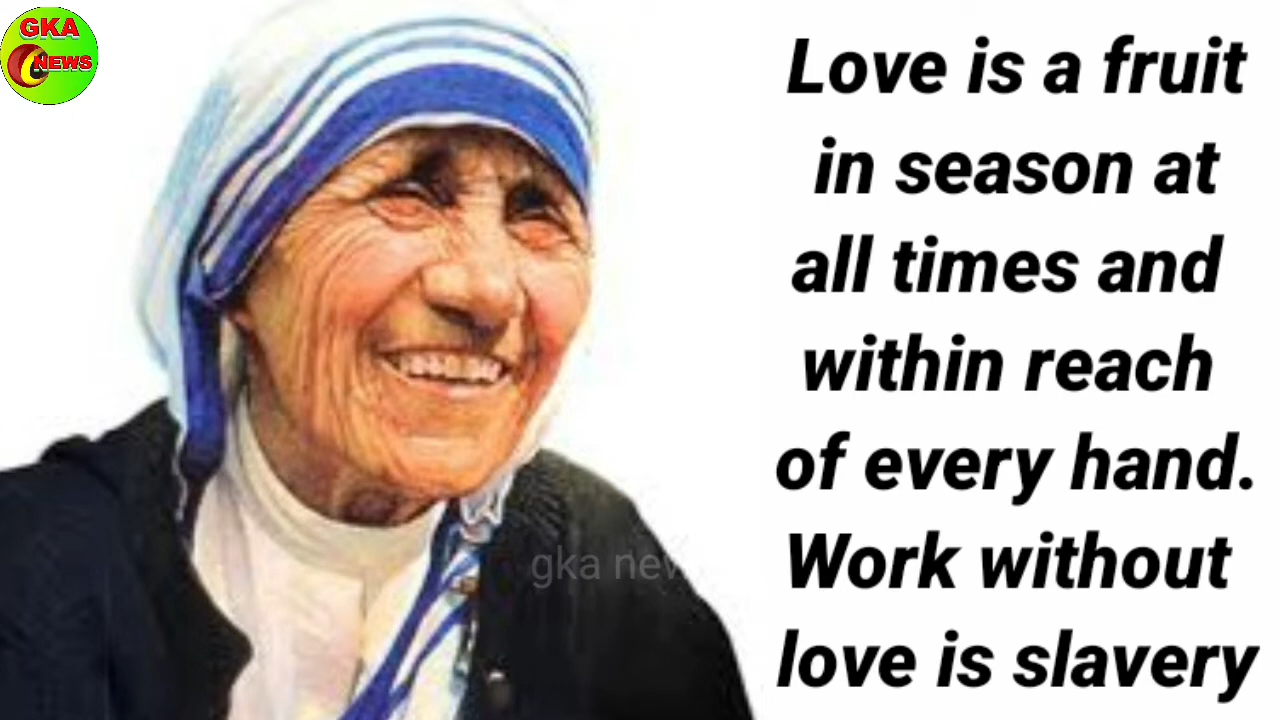 GKA
NEWS
Love is a fruit
in season at
all times and
within reach
of every hand.
Work without
love is slavery
gka new